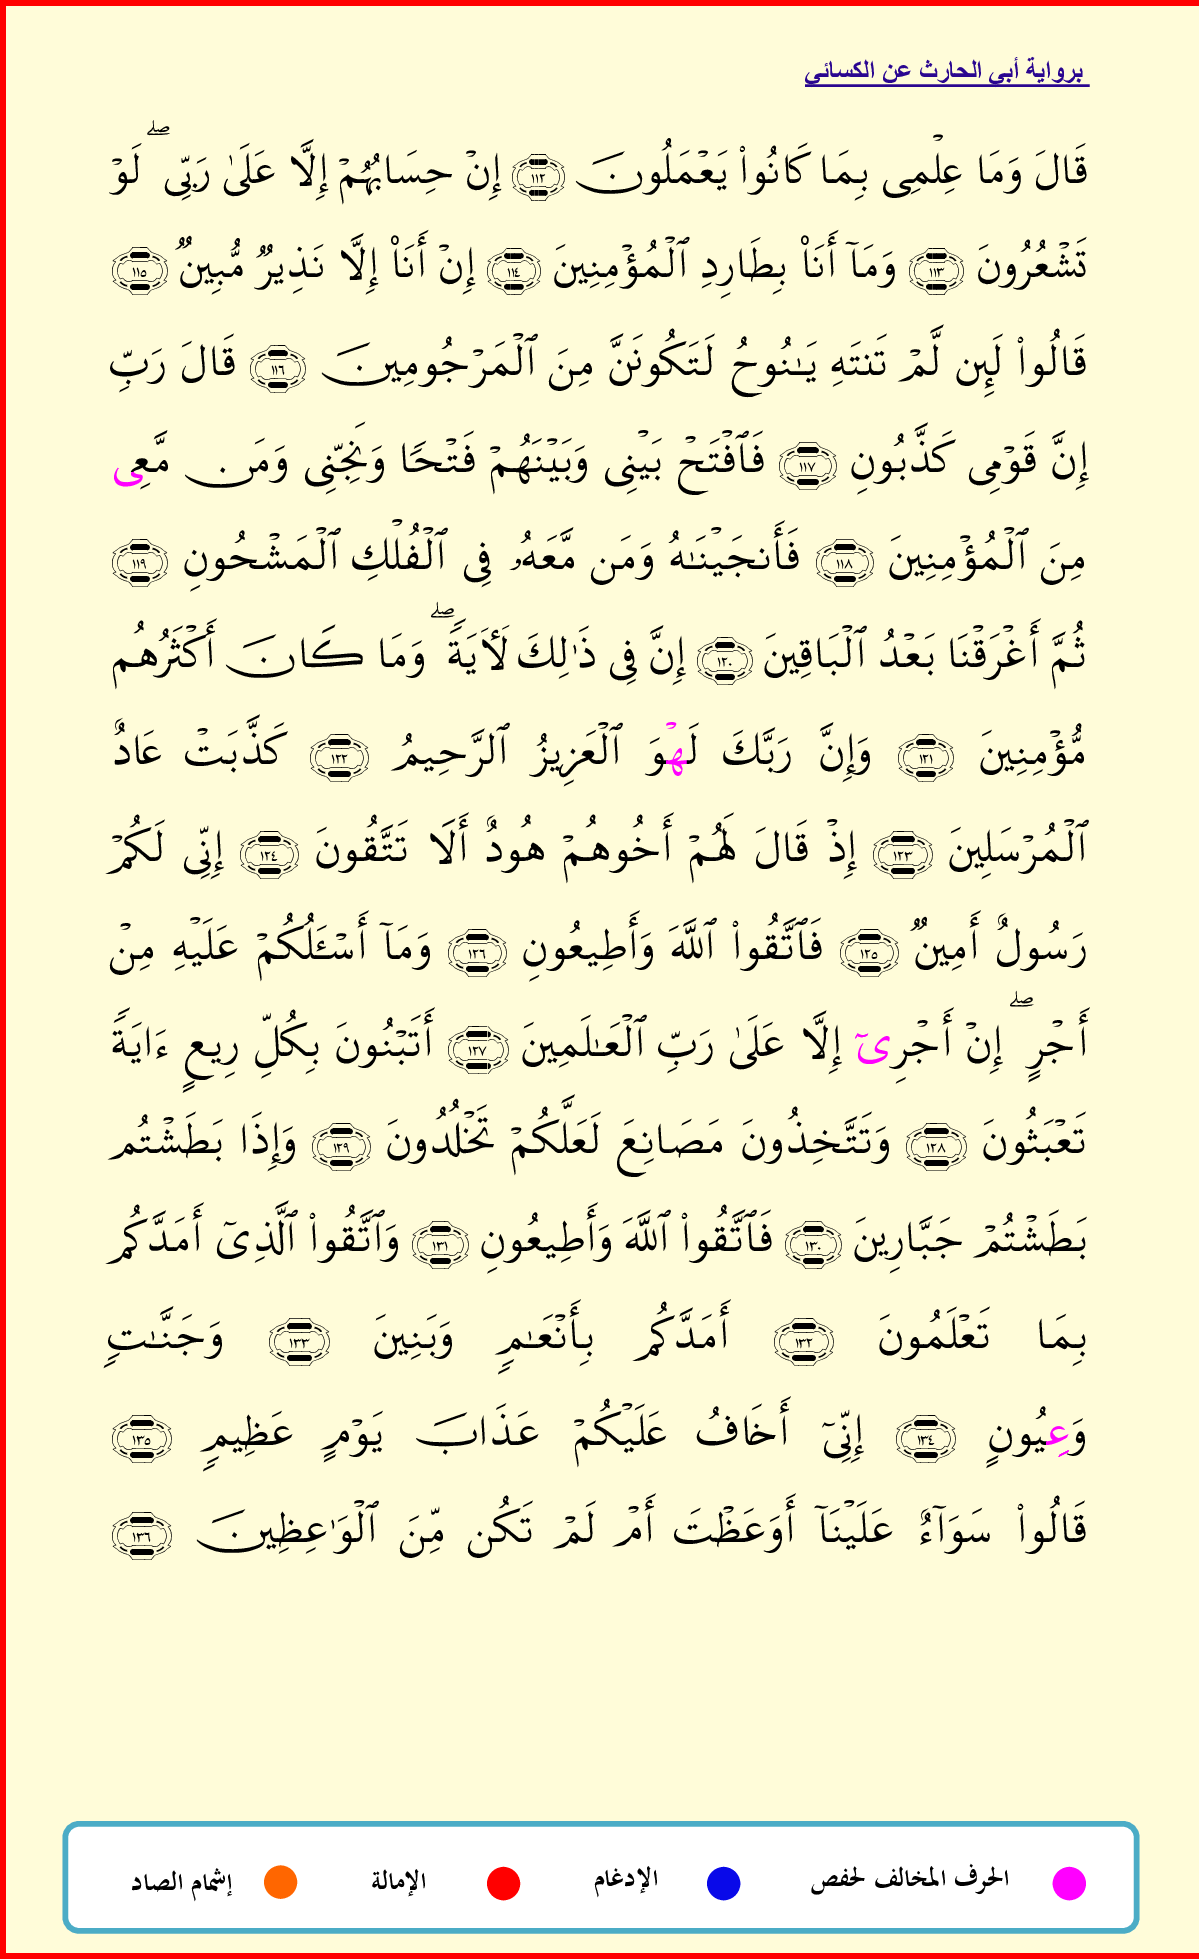 برواية أبي الحارث عن الكسائي
قَالَ وَمَا عِلْمِى بِمَا كَانُوا۟ يَعْمَلُونَ ١١٢ إِنْ حِسَابُهُمْ إِلَّا عَلَىٰ رَبِّى ۖ لَوْ
تَشْعُرُونَ ١١٣ وَمَآ أَنَا۠ بِطَارِدِ ٱلْمُؤْمِنِينَ ١١٤ إِنْ أَنَا۠ إِلَّا نَذِيرٌ مُّبِينٌ ١١٥
قَالُوا۟ لَئِن لَّمْ تَنتَهِ يَـٰنُوحُ لَتَكُونَنَّ مِنَ ٱلْمَرْجُومِينَ ١١٦ قَالَ رَبِّ
إِنَّ قَوْمِى كَذَّبُونِ ١١٧ فَٱفْتَحْ بَيْنِى وَبَيْنَهُمْ فَتْحًا وَنَجِّنِى وَمَن مَّعِى
مِنَ ٱلْمُؤْمِنِينَ ١١٨ فَأَنجَيْنَـٰهُ وَمَن مَّعَهُۥ فِى ٱلْفُلْكِ ٱلْمَشْحُونِ ١١٩
ثُمَّ أَغْرَقْنَا بَعْدُ ٱلْبَاقِينَ ١٢٠ إِنَّ فِى ذَٰلِكَ لَـَٔايَةً ۖ وَمَا كَانَ أَكْثَرُهُم
مُّؤْمِنِينَ ١٢١ وَإِنَّ رَبَّكَ لَهْوَ ٱلْعَزِيزُ ٱلرَّحِيمُ ١٢٢ كَذَّبَتْ عَادٌ
ٱلْمُرْسَلِينَ ١٢٣ إِذْ قَالَ لَهُمْ أَخُوهُمْ هُودٌ أَلَا تَتَّقُونَ ١٢٤ إِنِّى لَكُمْ
رَسُولٌ أَمِينٌ ١٢٥ فَٱتَّقُوا۟ ٱللَّهَ وَأَطِيعُونِ ١٢٦ وَمَآ أَسْـَٔلُكُمْ عَلَيْهِ مِنْ
أَجْرٍ ۖ إِنْ أَجْرِىٓ إِلَّا عَلَىٰ رَبِّ ٱلْعَـٰلَمِينَ ١٢٧ أَتَبْنُونَ بِكُلِّ رِيعٍ ءَايَةً
تَعْبَثُونَ ١٢٨ وَتَتَّخِذُونَ مَصَانِعَ لَعَلَّكُمْ تَخْلُدُونَ ١٢٩ وَإِذَا بَطَشْتُم
بَطَشْتُمْ جَبَّارِينَ ١٣٠ فَٱتَّقُوا۟ ٱللَّهَ وَأَطِيعُونِ ١٣١ وَٱتَّقُوا۟ ٱلَّذِىٓ أَمَدَّكُم
بِمَا تَعْلَمُونَ ١٣٢ أَمَدَّكُم بِأَنْعَـٰمٍ وَبَنِينَ ١٣٣ وَجَنَّـٰتٍ
وَعِيُونٍ ١٣٤ إِنِّىٓ أَخَافُ عَلَيْكُمْ عَذَابَ يَوْمٍ عَظِيمٍ ١٣٥
قَالُوا۟ سَوَآءٌ عَلَيْنَآ أَوَعَظْتَ أَمْ لَمْ تَكُن مِّنَ ٱلْوَٰعِظِينَ ١٣٦
الحرف المخالف لحفص الإدغام الإمالة إشمام الصاد